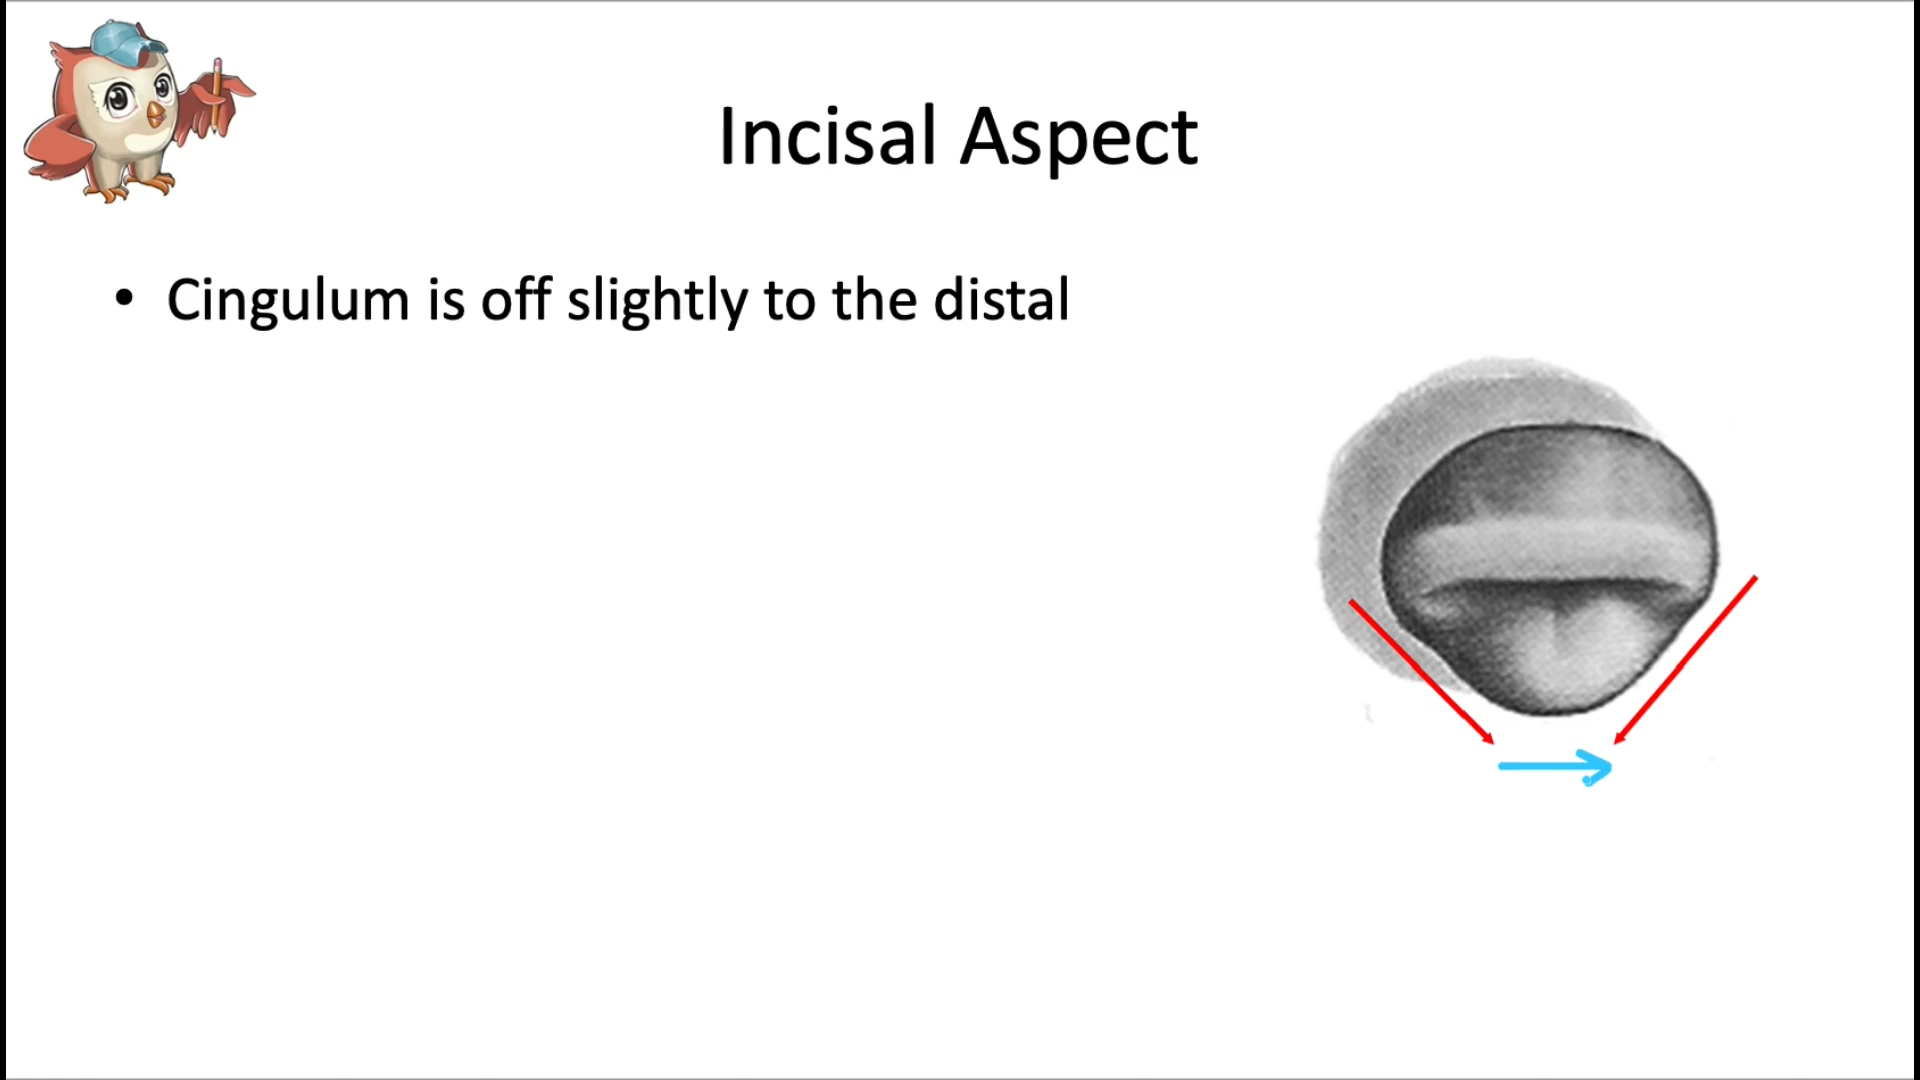 Incisal Aspect
• Cingulum is off slightly to the distal